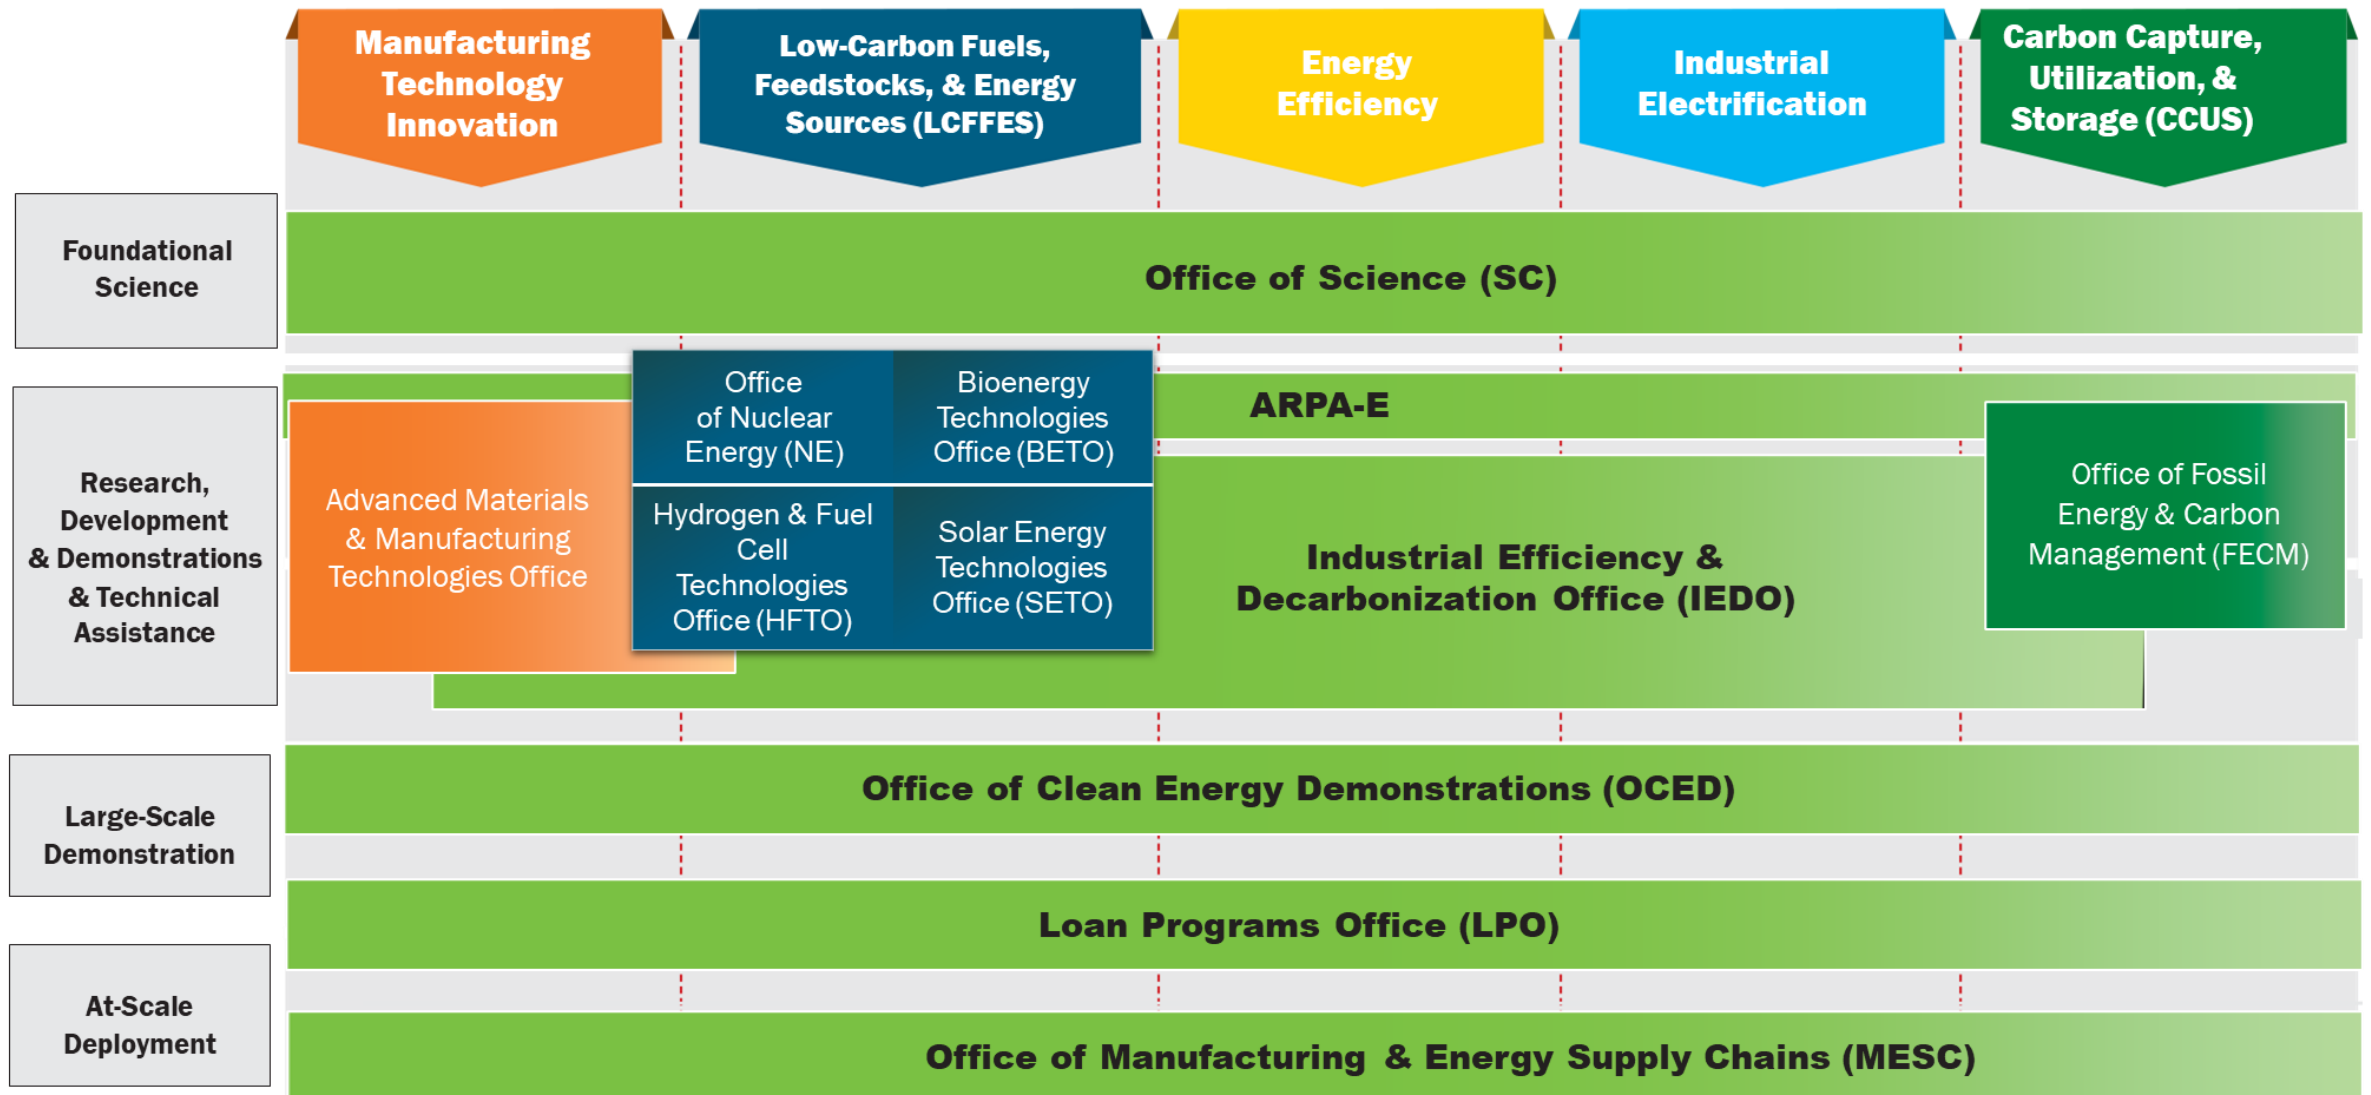 Manufacturing
Technology
Innovation
Low-Carbon Fuels,
Feedstocks, & Energy
Sources (LCFFES)
Energy
Efficiency
Industrial
Electrification
Carbon Capture,
Utilization, &
Storage (CCUS)
Foundational
Science
Office of Science (SC)
Research,
Development
& Demonstrations
& Technical
Assistance
ARPA-E
Advanced Materials
& Manufacturing
Technologies Office
Office
of Nuclear
Energy (NE)
Bioenergy
Technologies
Office (BETO)
Hydrogen & Fuel
Cell
Technologies
Office (HFTO)
Solar Energy
Technologies
Office (SETO)
Industrial Efficiency &
Decarbonization Office (IEDO)
Office of Fossil
Energy & Carbon
Management (FECM)
Large-Scale
Demonstration
Office of Clean Energy Demonstrations (OCED)
Loan Programs Office (LPO)
At-Scale
Deployment
Office of Manufacturing & Energy Supply Chains (MESC)